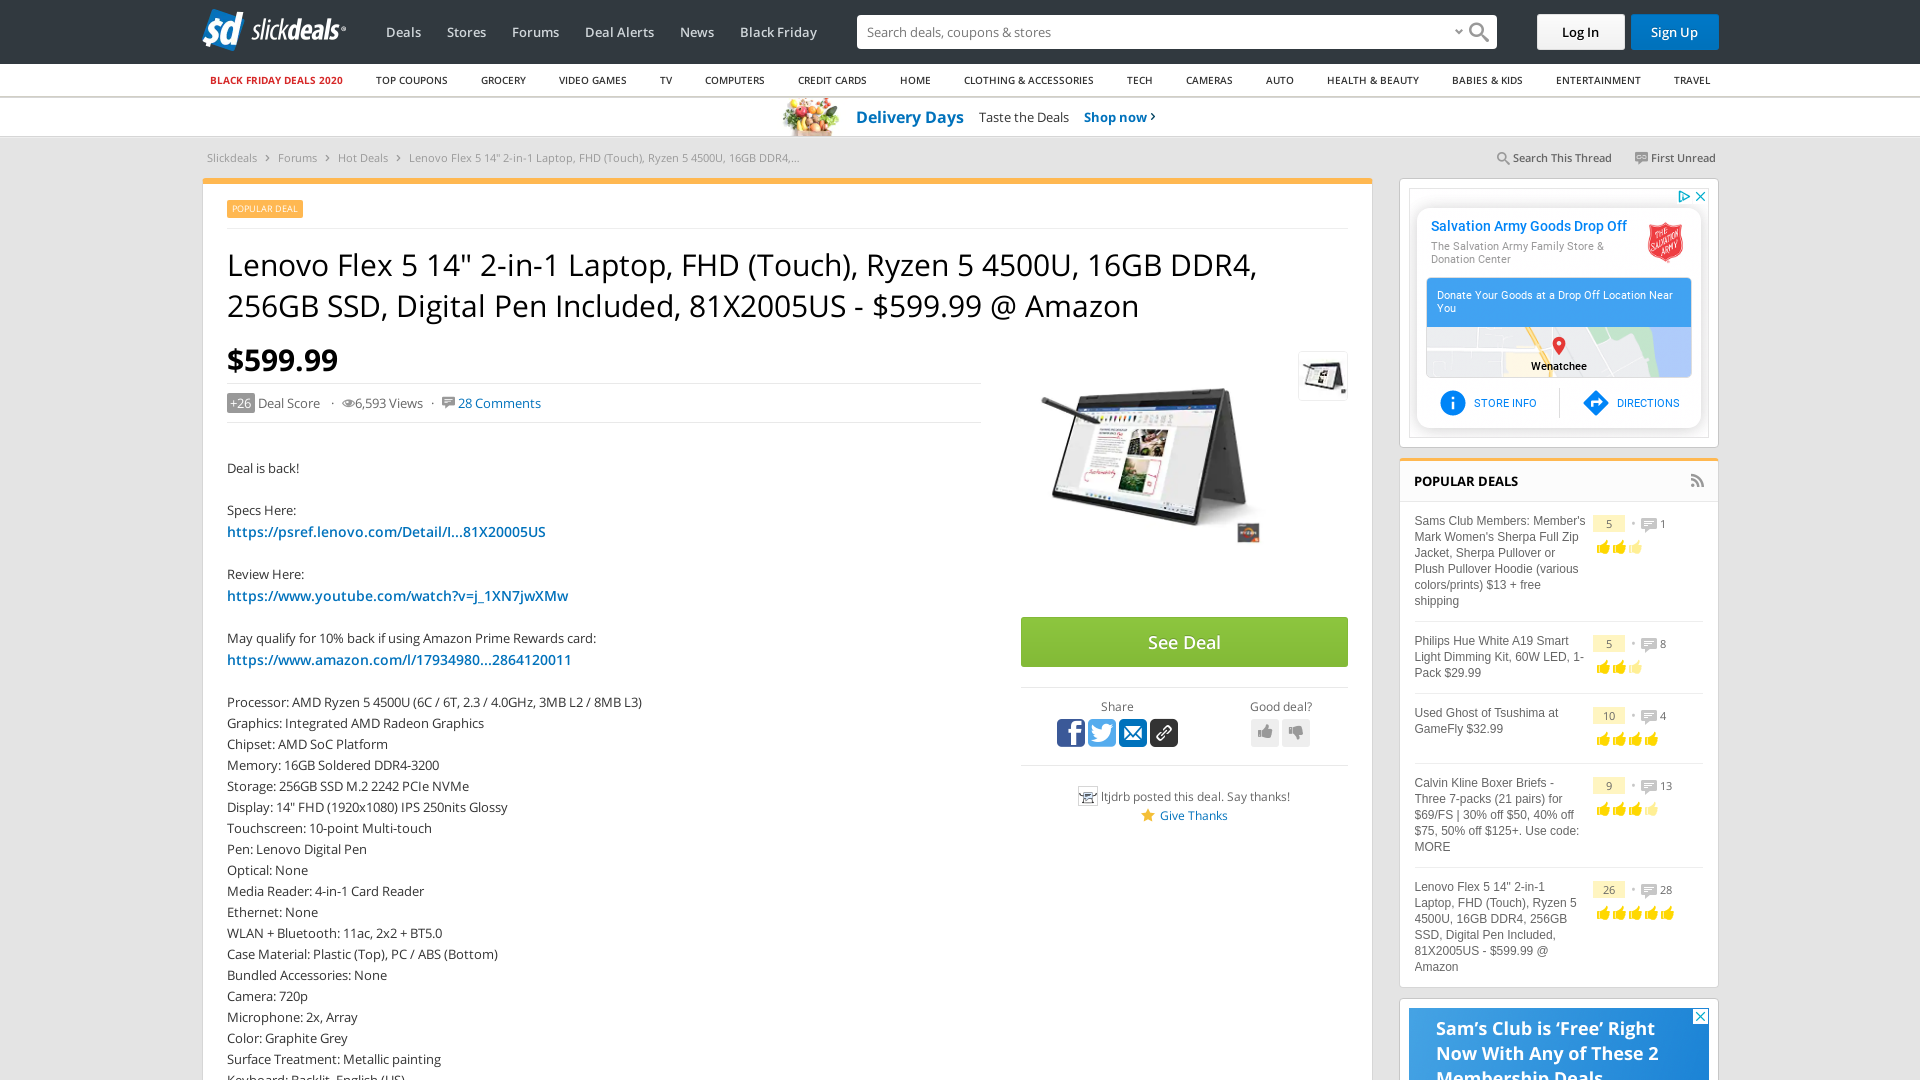 slickdeals
Deals
Stores
Forums
Deal Alerts
News
Black Friday
Search deals, coupons & stores
Log In
Sign Up
BLACK FRIDAY DEALS 2020
TOP COUPONS
GROCERY
VIDEO GAMES
TV
COMPUTERS
CREDIT CARDS
HOME
CLOTHING & ACCESSORIES
TECH
CAMERAS
AUTO
HEALTH & BEAUTY
BABIES & KIDS
ENTERTAINMENT
TRAVEL
Delivery Days Taste the Deals Shop now
Slickdeals > Forums > Hot Deals > Lenovo Flex 5 14" 2-in-1 Laptop, FHD (Touch), Ryzen 5 4500U, 16GB DDR4,...
Search This Thread
First Unread
POPULAR DEAL
Lenovo Flex 5 14" 2-in-1 Laptop, FHD (Touch), Ryzen 5 4500U, 16GB DDR4,
256GB SSD, Digital Pen Included, 81X2005US - $599.99 @ Amazon
$599.99
+26 Deal Score · 6,593 Views · 28 Comments
Deal is back!
Specs Here:
https://psref.lenovo.com/Detail/I...81X20005US
Review Here:
https://www.youtube.com/watch?v=j_1XN7jwXMw
May qualify for 10% back if using Amazon Prime Rewards card:
https://www.amazon.com/l/17934980...2864120011
Processor: AMD Ryzen 5 4500U (6C / 6T, 2.3 / 4.0GHz, 3MB L2 / 8MB L3)
Graphics: Integrated AMD Radeon Graphics
Chipset: AMD SoC Platform
Memory: 16GB Soldered DDR4-3200
Storage: 256GB SSD M.2 2242 PCIe NVMe
Display: 14" FHD (1920x1080) IPS 250nits Glossy
Touchscreen: 10-point Multi-touch
Pen: Lenovo Digital Pen
Optical: None
Media Reader: 4-in-1 Card Reader
Ethernet: None
WLAN + Bluetooth: 11ac, 2x2 + BT5.0
Case Material: Plastic (Top), PC / ABS (Bottom)
Bundled Accessories: None
Camera: 720p
Microphone: 2x, Array
Color: Graphite Grey
Surface Treatment: Metallic painting
Keyboard: Backlit, English (US)
See Deal
Share
Good deal?
ltjdrb posted this deal. Say thanks!
Give Thanks
Salvation Army Goods Drop Off
The Salvation Army Family Store &
Donation Center
THE SALVATION ARMY
Donate Your Goods at a Drop Off Location Near
You
Wenatchee
STORE INFO
DIRECTIONS
POPULAR DEALS
Sams Club Members: Member's
Mark Women's Sherpa Full Zip
Jacket, Sherpa Pullover or
Plush Pullover Hoodie (various
colors/prints) $13 + free
shipping
5 • 1
Philips Hue White A19 Smart
Light Dimming Kit, 60W LED, 1-
Pack $29.99
5 • 8
Used Ghost of Tsushima at
GameFly $32.99
10 • 4
Calvin Kline Boxer Briefs -
Three 7-packs (21 pairs) for
$69/FS | 30% off $50, 40% off
$75, 50% off $125+. Use code:
MORE
9 • 13
Lenovo Flex 5 14" 2-in-1
Laptop, FHD (Touch), Ryzen 5
4500U, 16GB DDR4, 256GB
SSD, Digital Pen Included,
81X2005US - $599.99 @
Amazon
26 • 28
Sam's Club is 'Free' Right
Now With Any of These 2
Membership Deals